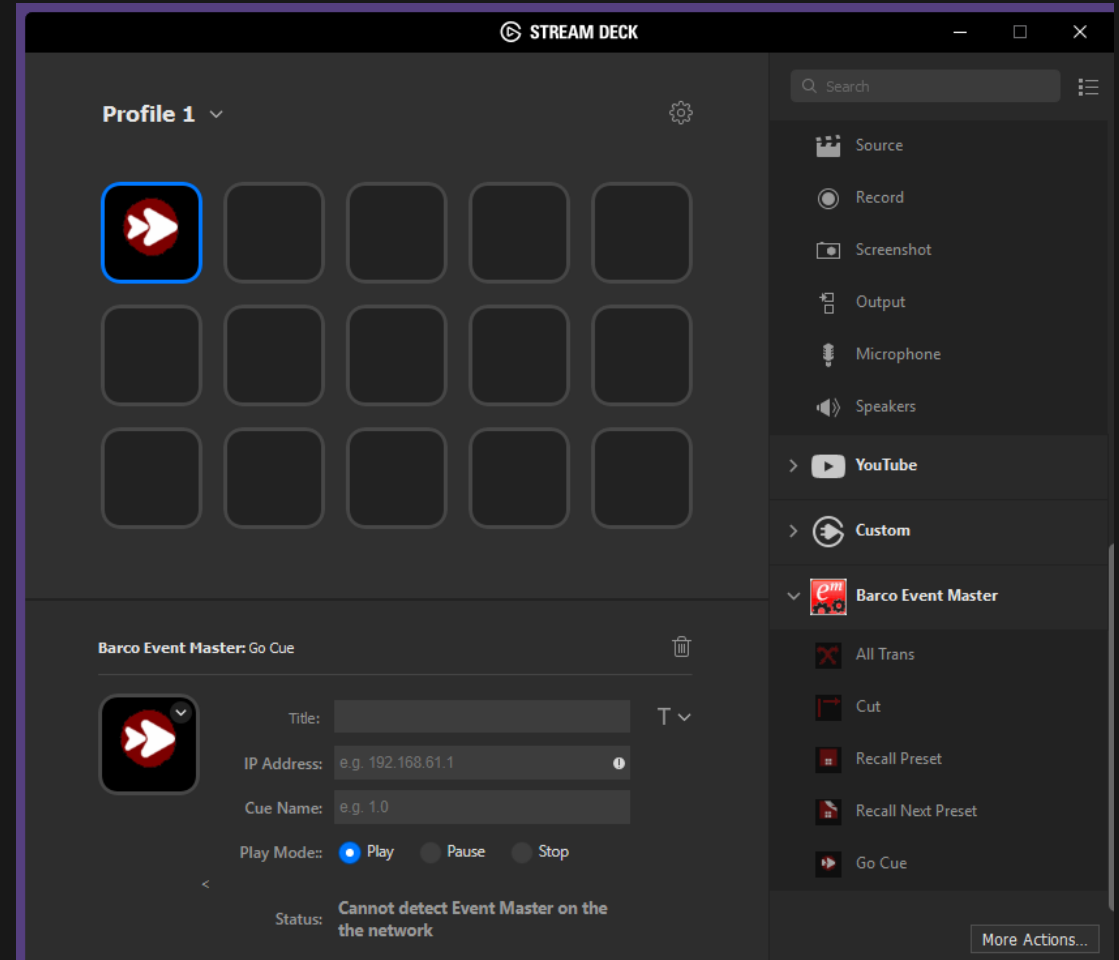 STREAM DECK
Profile 1
Search
Source
Record
Screenshot
Output
Microphone
Speakers
YouTube
Custom
em
Barco Event Master
All Trans
Cut
Recall Preset
Recall Next Preset
Go Cue
More Actions...
Barco Event Master: Go Cue
Title:
T
IP Address: e.g. 192.168.61.1
Cue Name: e.g. 1.0
Play Mode:: Play Pause Stop
<
Status: Cannot detect Event Master on the
the network